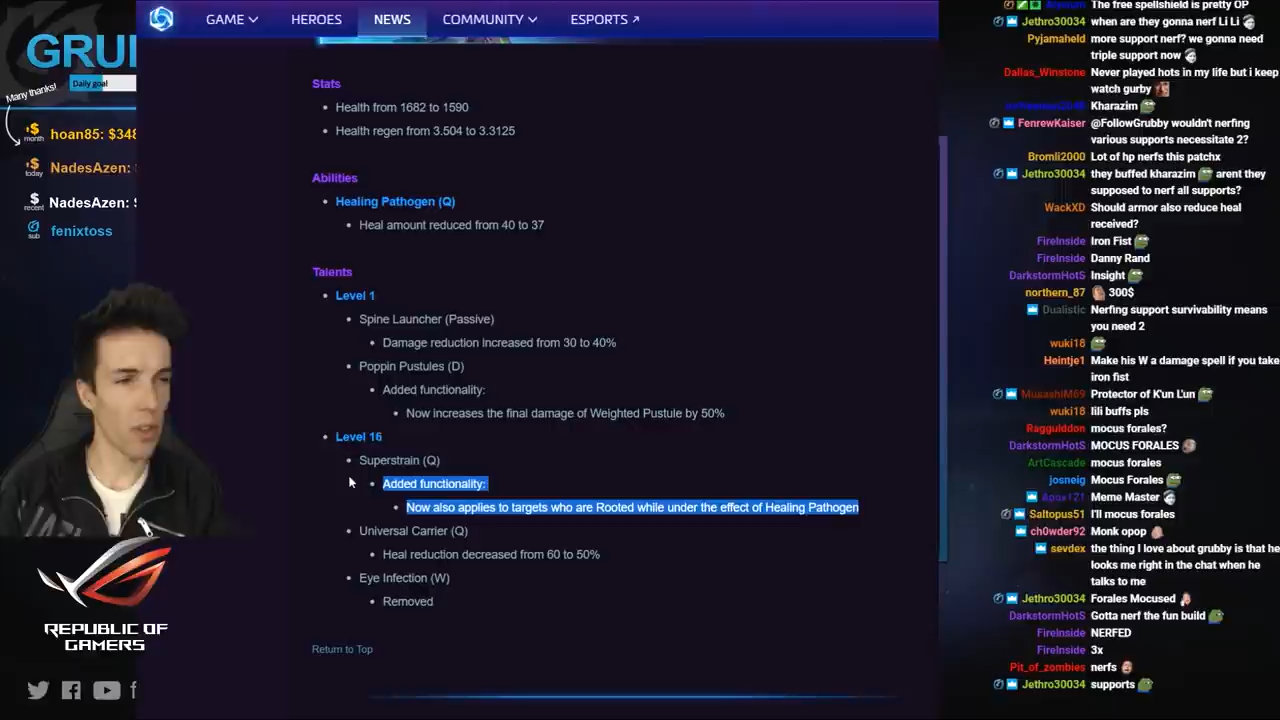 GAME
HEROES
NEWS
COMMUNITY
ESPORTS
GRU
Daily goal
Many thanks!
month
hoan85: $348
today
NadesAzen:
recent
NadesAzen: $
sub
fenixtoss
Stats
Health from 1682 to 1590
Health regen from 3.504 to 3.3125
Abilities
Healing Pathogen (Q)
Heal amount reduced from 40 to 37
Talents
Level 1
Spine Launcher (Passive)
Damage reduction increased from 30 to 40%
Poppin Pustules (D)
Added functionality:
Now increases the final damage of Weighted Pustule by 50%
Level 16
Superstrain (Q)
Added functionality:
Now also applies to targets who are Rooted while under the effect of Healing Pathogen
Universal Carrier (Q)
Heal reduction decreased from 60 to 50%
Eye Infection (W)
Removed
Return to Top
REPUBLIC OF
GAMERS
The free spellshield is pretty OP
Jethro30034 when are they gonna nerf Li Li
Pyjamaheld more support nerf? we gonna need
triple support now
Dallas_Winstone Never played hots in my life but i keep
watch gurby
Kharazim
FenrewKaiser @FollowGrubby wouldn't nerfing
various supports necessitate 2?
Bromli2000 Lot of hp nerfs this patchx
Jethro30034 they buffed kharazim arent they
supposed to nerf all supports?
WackXD Should armor also reduce heal
received?
FireInside Iron Fist
FireInside Danny Rand
DarkstormHotS Insight
northern_87 300$
Dualistic Nerfing support survivability means
you need 2
wuki18
Heintje1 Make his W a damage spell if you take
iron fist
MusashiM69 Protector of K'un L'un
wuki18 lili buffs pls
Ragguldon mocus forales?
DarkstormHotS MOCUS FORALES
ArtCascade mocus forales
josneig Mocus Forales
Meme Master
Saltopus51 I'll mocus forales
ch0wder92 Monk opop
sevdex the thing I love about grubby is that he
looks me right in the chat when he
talks to me
Jethro30034 Forales Mocused
DarkstormHotS Gotta nerf the fun build
FireInside NERFED
FireInside 3x
Pit_of_zombies nerfs
Jethro30034 supports